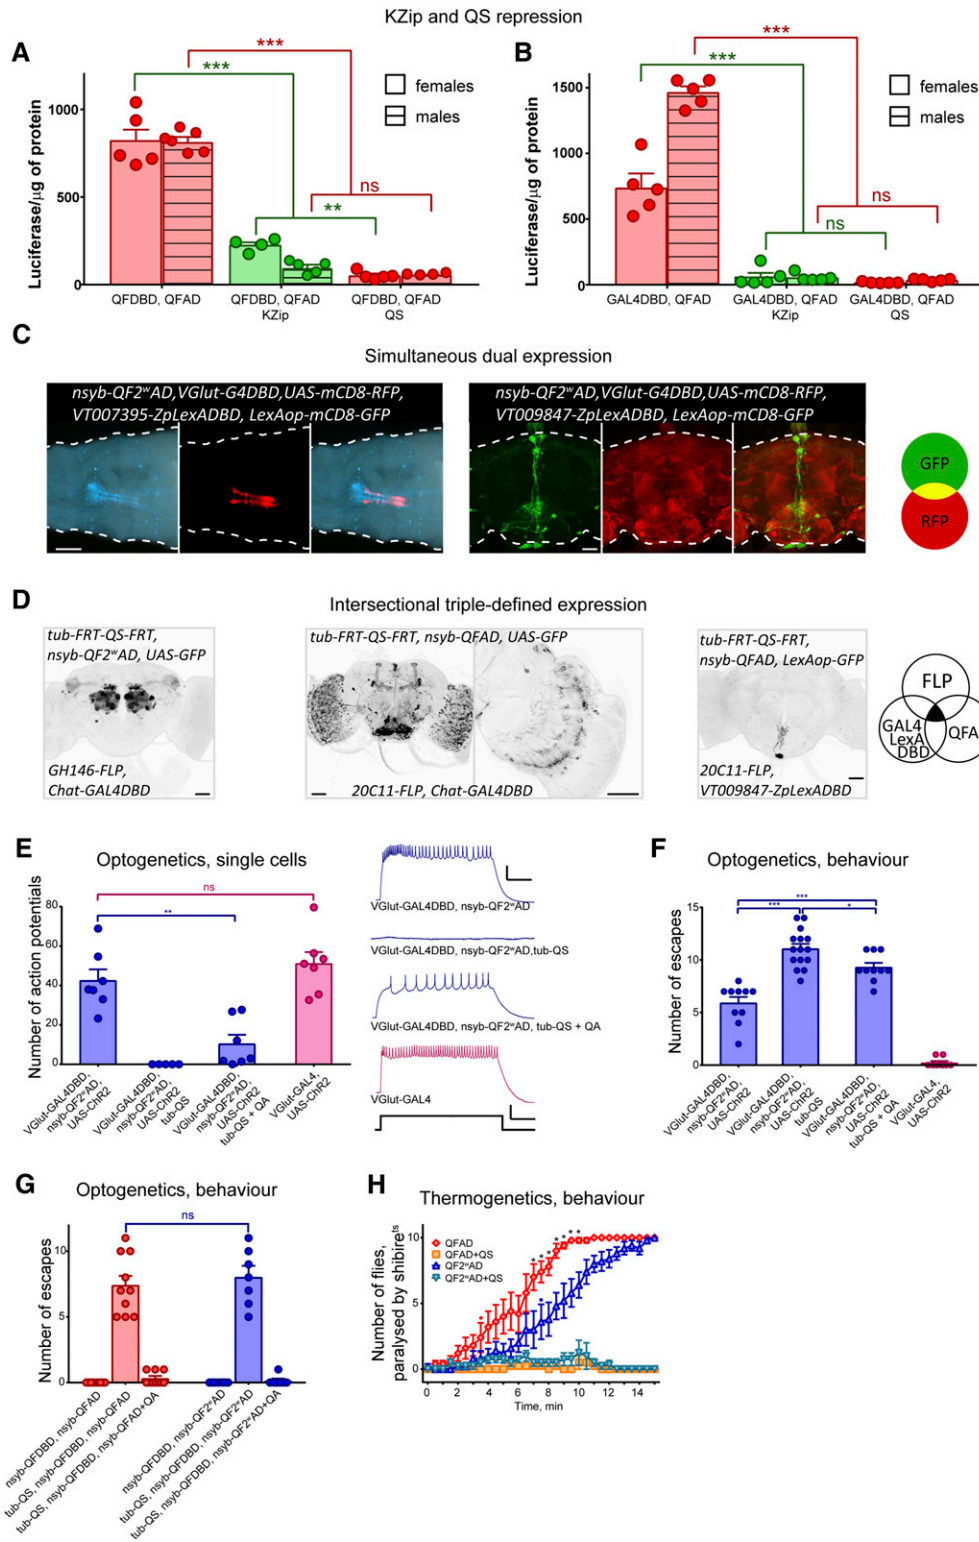 KZip and QS repression
A
Luciferase/µg of protein
1000
500
0
***
***
**
ns
females
males
QFDBD, QFAD
QFDBD, QFAD
KZip
QFDBD, QFAD
QS
B
Luciferase/µg of protein
1500
1000
500
0
***
***
ns
ns
females
males
GAL4DBD, QFAD
GAL4DBD, QFAD
KZip
GAL4DBD, QFAD
QS
C
Simultaneous dual expression
nsyb-QF2ʷAD,VGlut-G4DBD,UAS-mCD8-RFP,
VT007395-ZpLexADBD, LexAop-mCD8-GFP
nsyb-QF2ʷAD,VGlut-G4DBD,UAS-mCD8-RFP,
VT009847-ZpLexADBD, LexAop-mCD8-GFP
GFP
RFP
D
Intersectional triple-defined expression
tub-FRT-QS-FRT,
nsyb-QF2ʷAD, UAS-GFP
GH146-FLP,
Chat-GAL4DBD
tub-FRT-QS-FRT, nsyb-QFAD, UAS-GFP
20C11-FLP, Chat-GAL4DBD
tub-FRT-QS-FRT,
nsyb-QFAD, LexAop-GFP
20C11-FLP,
VT009847-ZpLexADBD
FLP
GAL4
LexA
DBD
QFA
E
Optogenetics, single cells
Number of action potentials
80
60
40
20
0
ns
**
VGlut-GAL4DBD,
nsyb-QF2ʷAD,
UAS-ChR2
VGlut-GAL4DBD,
nsyb-QF2ʷAD,
UAS-ChR2
tub-QS
VGlut-GAL4DBD,
nsyb-QF2ʷAD,
UAS-ChR2
tub-QS + QA
VGlut-GAL4,
UAS-ChR2
VGlut-GAL4DBD, nsyb-QF2ʷAD
VGlut-GAL4DBD, nsyb-QF2ʷAD,tub-QS
VGlut-GAL4DBD, nsyb-QF2ʷAD, tub-QS + QA
VGlut-GAL4
F
Optogenetics, behaviour
Number of escapes
15
10
5
0
***
***
*
VGlut-GAL4DBD,
nsyb-QF2ʷAD,
UAS-ChR2
VGlut-GAL4DBD,
nsyb-QF2ʷAD,
UAS-ChR2
tub-QS
VGlut-GAL4DBD,
nsyb-QF2ʷAD,
UAS-ChR2
tub-QS + QA
VGlut-GAL4,
UAS-ChR2
G
Optogenetics, behaviour
Number of escapes
10
5
0
ns
nsyb-QFDBD, nsyb-QFAD
tub-QS, nsyb-QFDBD, nsyb-QFAD
tub-QS, nsyb-QFDBD, nsyb-QFAD+QA
nsyb-QFDBD, nsyb-QF2ʷAD
tub-QS, nsyb-QFDBD, nsyb-QF2ʷAD
tub-QS, nsyb-QFDBD, nsyb-QF2ʷAD+QA
H
Thermogenetics, behaviour
Number of flies,
paralysed by shibireᵗˢ
10
5
0
QFAD
QFAD+QS
QF2ʷAD
QF2ʷAD+QS
0 2 4 6 8 10 12 14
Time, min